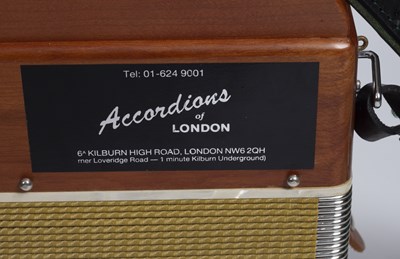 Tel: 01-624 9001
Accordions
of
LONDON
6A KILBURN HIGH ROAD, LONDON NW6 2QH
rner Loveridge Road — 1 minute Kilburn Underground)